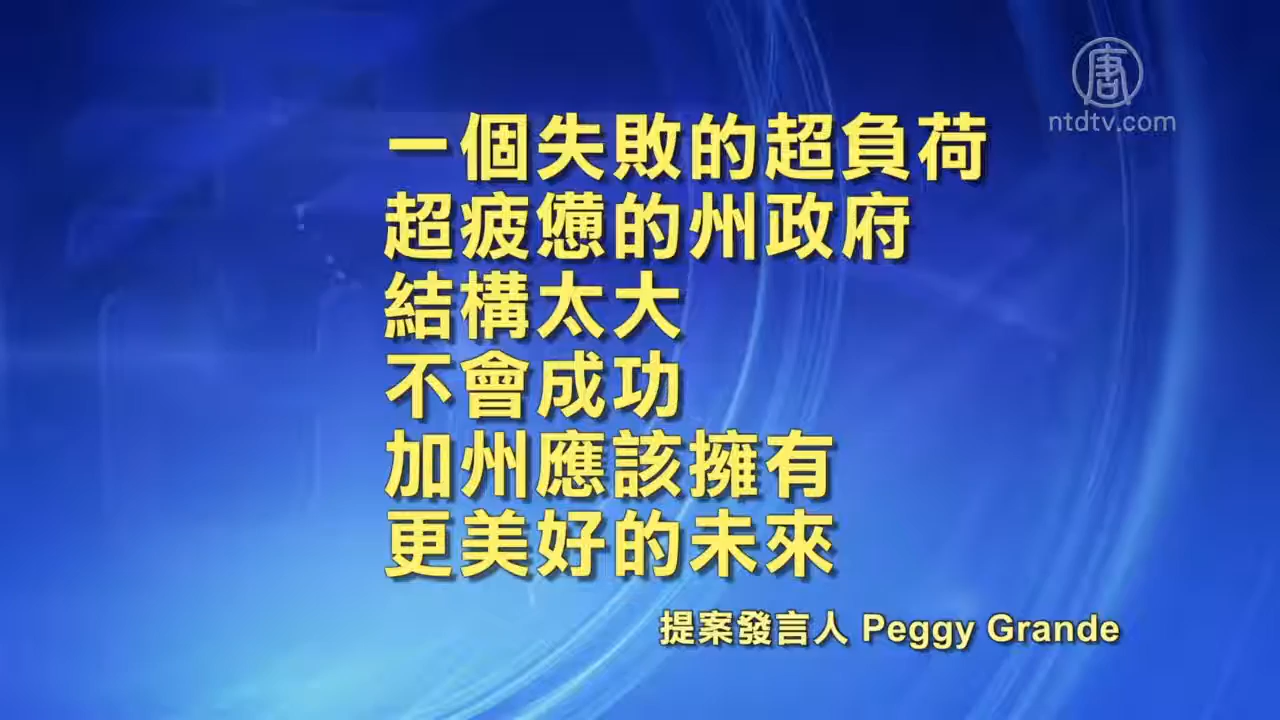 唐
ntdtv.com
一個失敗的超負荷
超疲憊的州政府
結構太大
不會成功
加州應該擁有
更美好的未來
提案發言人 Peggy Grande